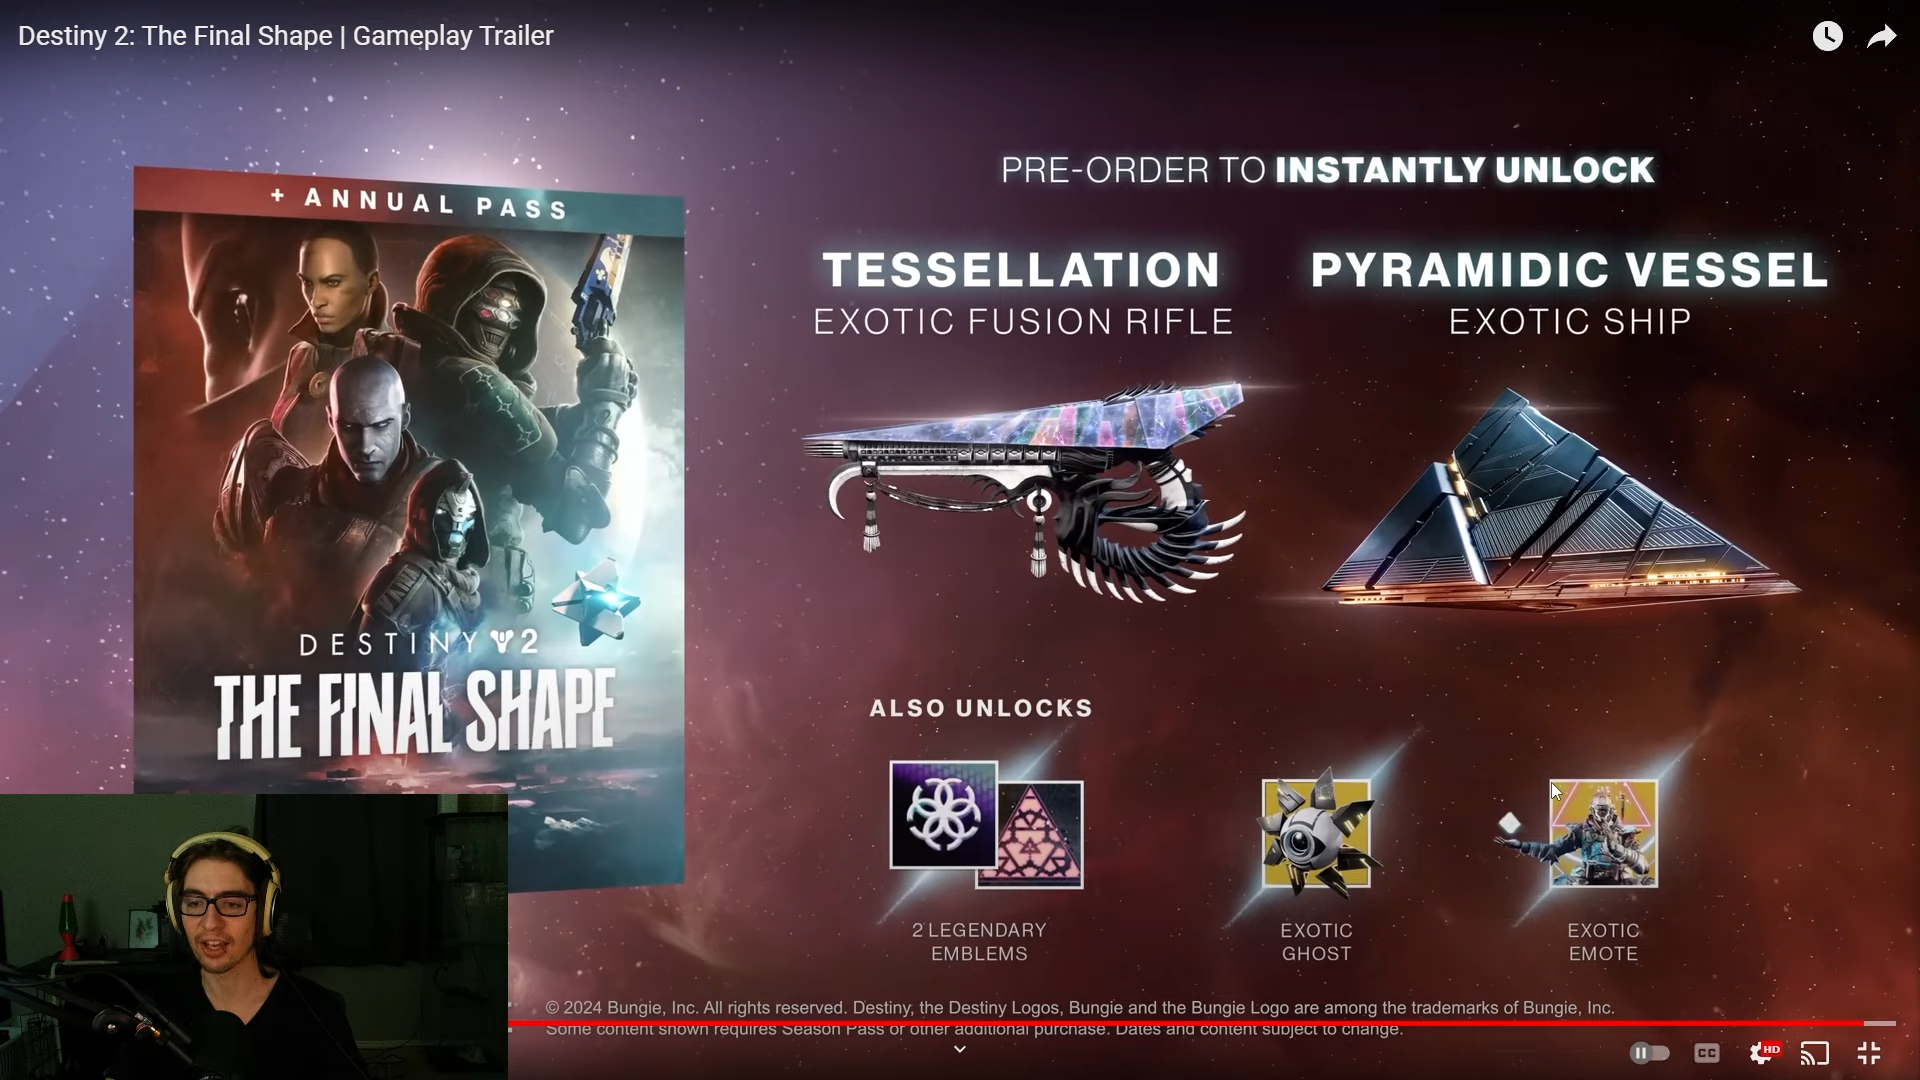 Destiny 2: The Final Shape | Gameplay Trailer
+ ANNUAL PASS
DESTINY 2
THE FINAL SHAPE
PRE-ORDER TO INSTANTLY UNLOCK
TESSELLATION
EXOTIC FUSION RIFLE
PYRAMIDIC VESSEL
EXOTIC SHIP
ALSO UNLOCKS
2 LEGENDARY
EMBLEMS
EXOTIC
GHOST
EXOTIC
EMOTE
© 2024 Bungie, Inc. All rights reserved. Destiny, the Destiny Logos, Bungie and the Bungie Logo are among the trademarks of Bungie, Inc.
Some content shown requires Season Pass or other additional purchase. Dates and content subject to change.
CC
HD